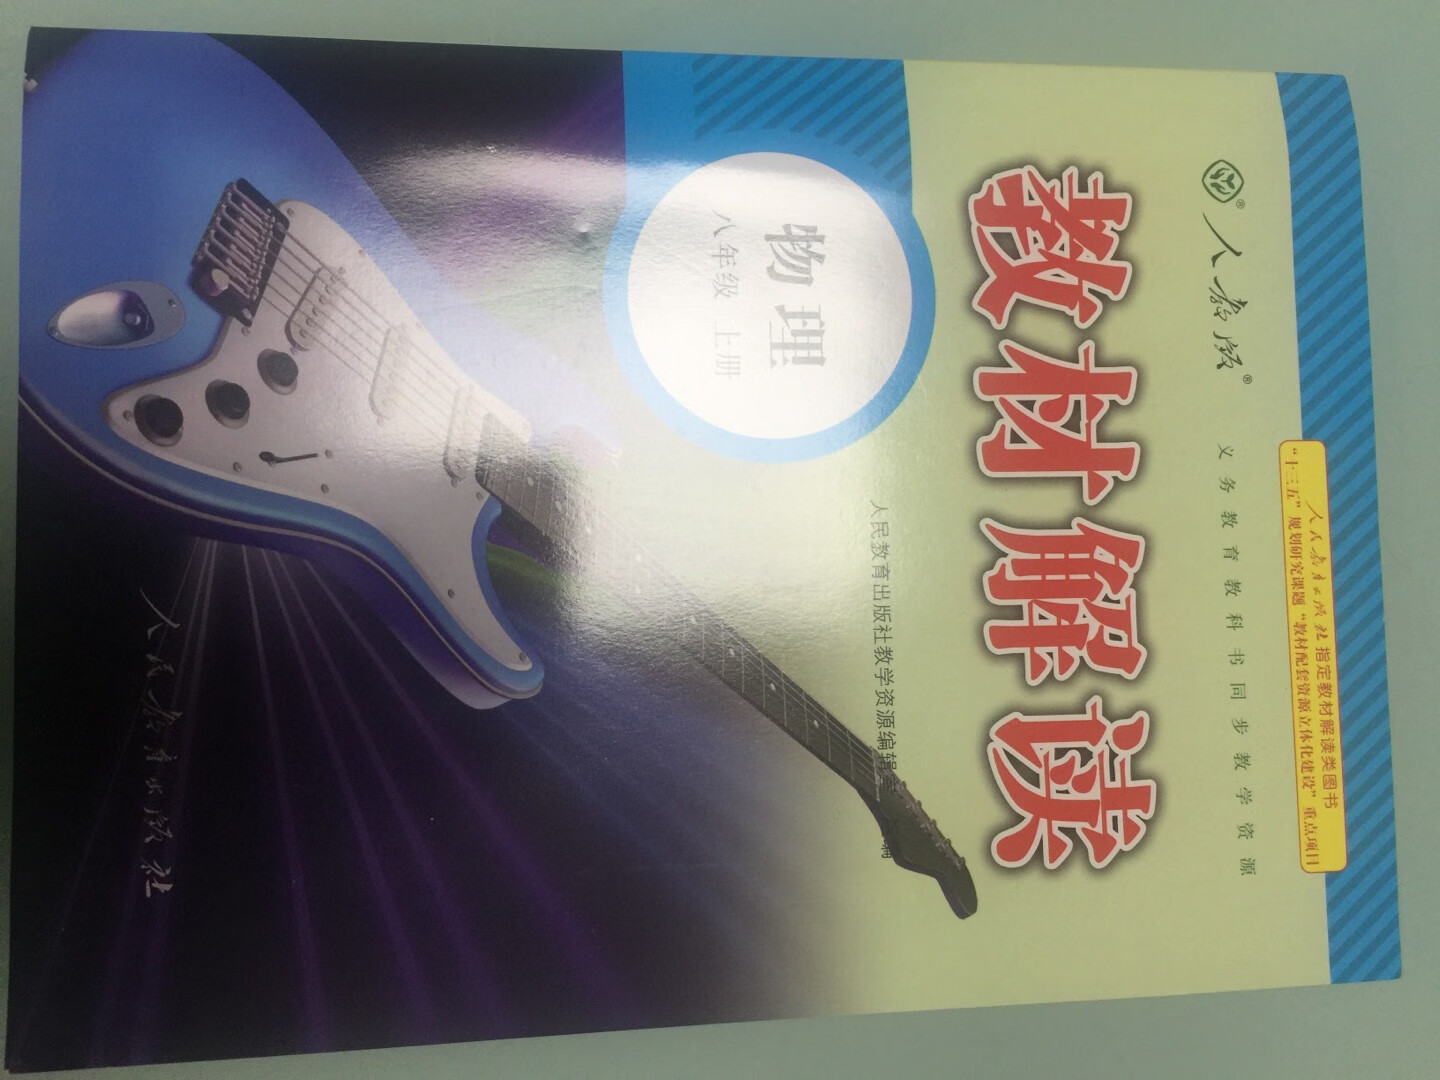 人民教育出版社指定教材解读类图书
“十三五”规划研究课题“教材配套资源立体化建设”重点项目
人教版
义务教育教科书同步教学资源
教材解读
物理
八年级 上册
人民教育出版社教学资源编辑室 编
人民教育出版社